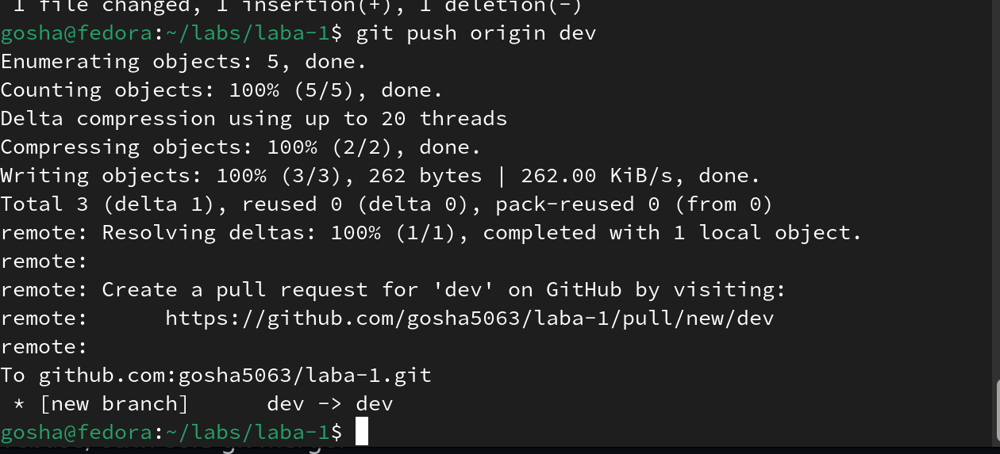 1 file changed, 1 insertion(+), 1 deletion(-)
gosha@fedora:~/labs/laba-1$ git push origin dev
Enumerating objects: 5, done.
Counting objects: 100% (5/5), done.
Delta compression using up to 20 threads
Compressing objects: 100% (2/2), done.
Writing objects: 100% (3/3), 262 bytes | 262.00 KiB/s, done.
Total 3 (delta 1), reused 0 (delta 0), pack-reused 0 (from 0)
remote: Resolving deltas: 100% (1/1), completed with 1 local object.
remote:
remote: Create a pull request for 'dev' on GitHub by visiting:
remote:      https://github.com/gosha5063/laba-1/pull/new/dev
remote:
To github.com:gosha5063/laba-1.git
 * [new branch]      dev -> dev
gosha@fedora:~/labs/laba-1$